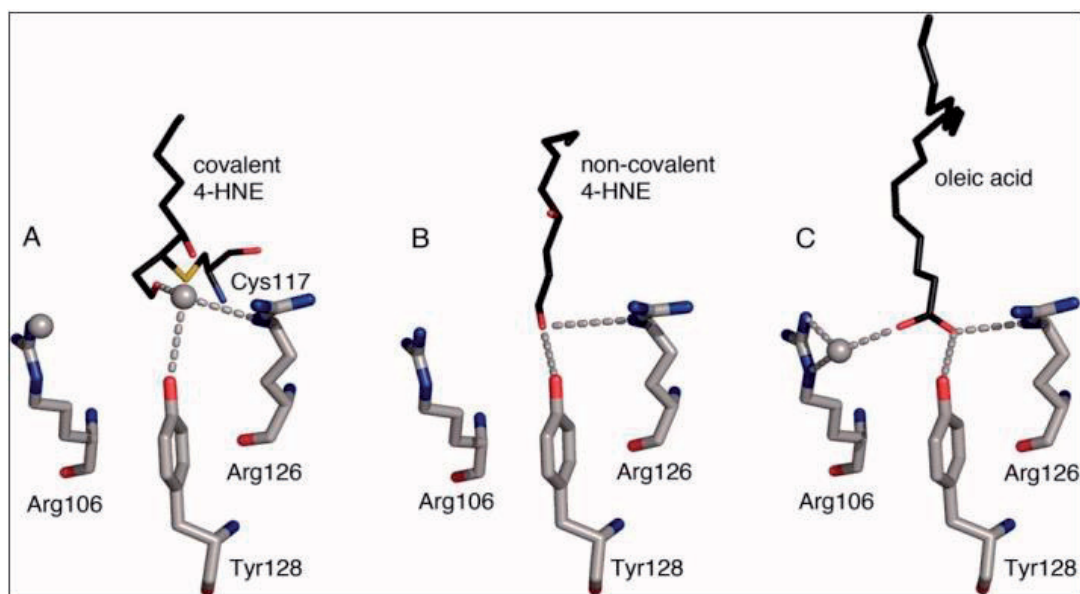 A
covalent
4-HNE
Cys117
Arg106
Arg126
Tyr128
B
non-covalent
4-HNE
Arg106
Arg126
Tyr128
C
oleic acid
Arg106
Arg126
Tyr128